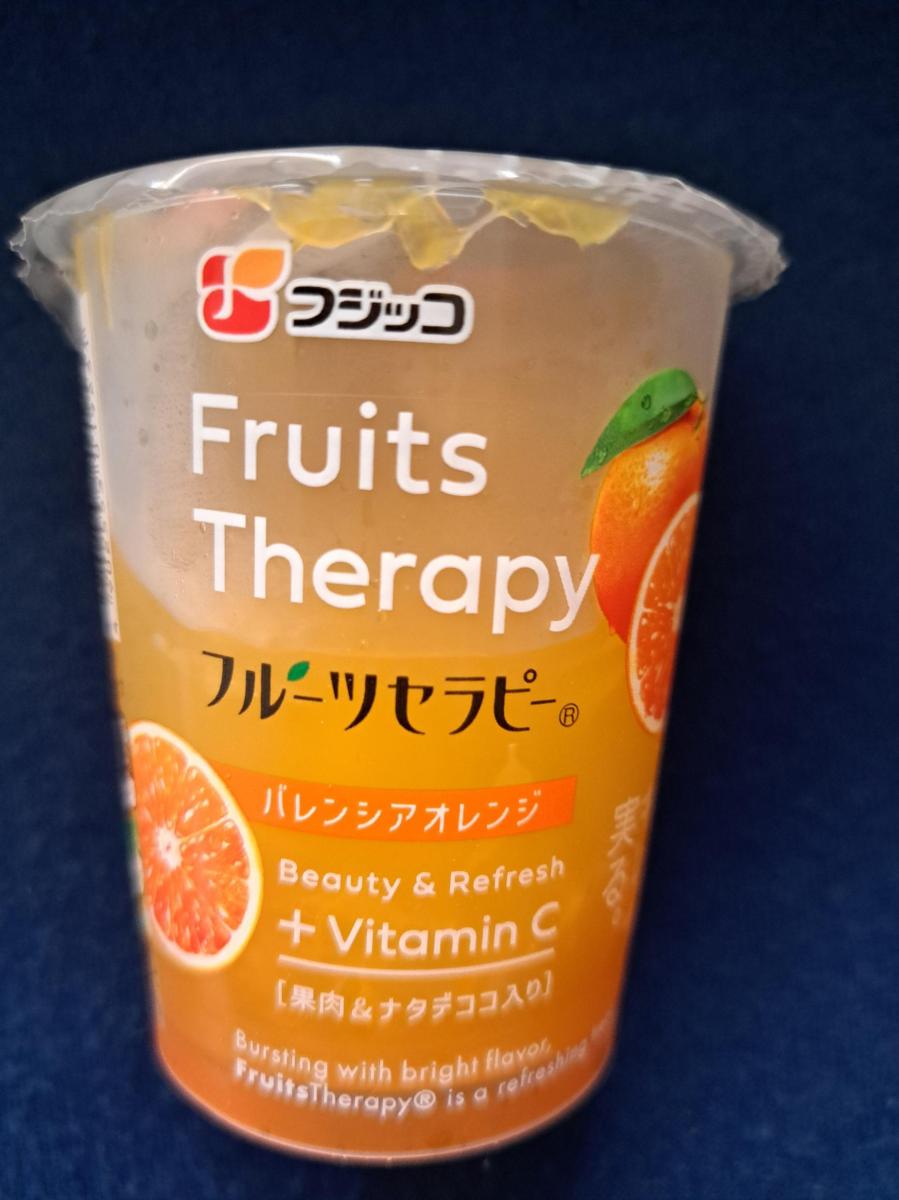 フジッコ
Fruits
Therapy
フルーツセラピー®
バレンシアオレンジ
Beauty & Refresh
+ Vitamin C
[果肉&ナタデココ入り]
Bursting with bright flavor,
FruitsTherapy® is a refreshing